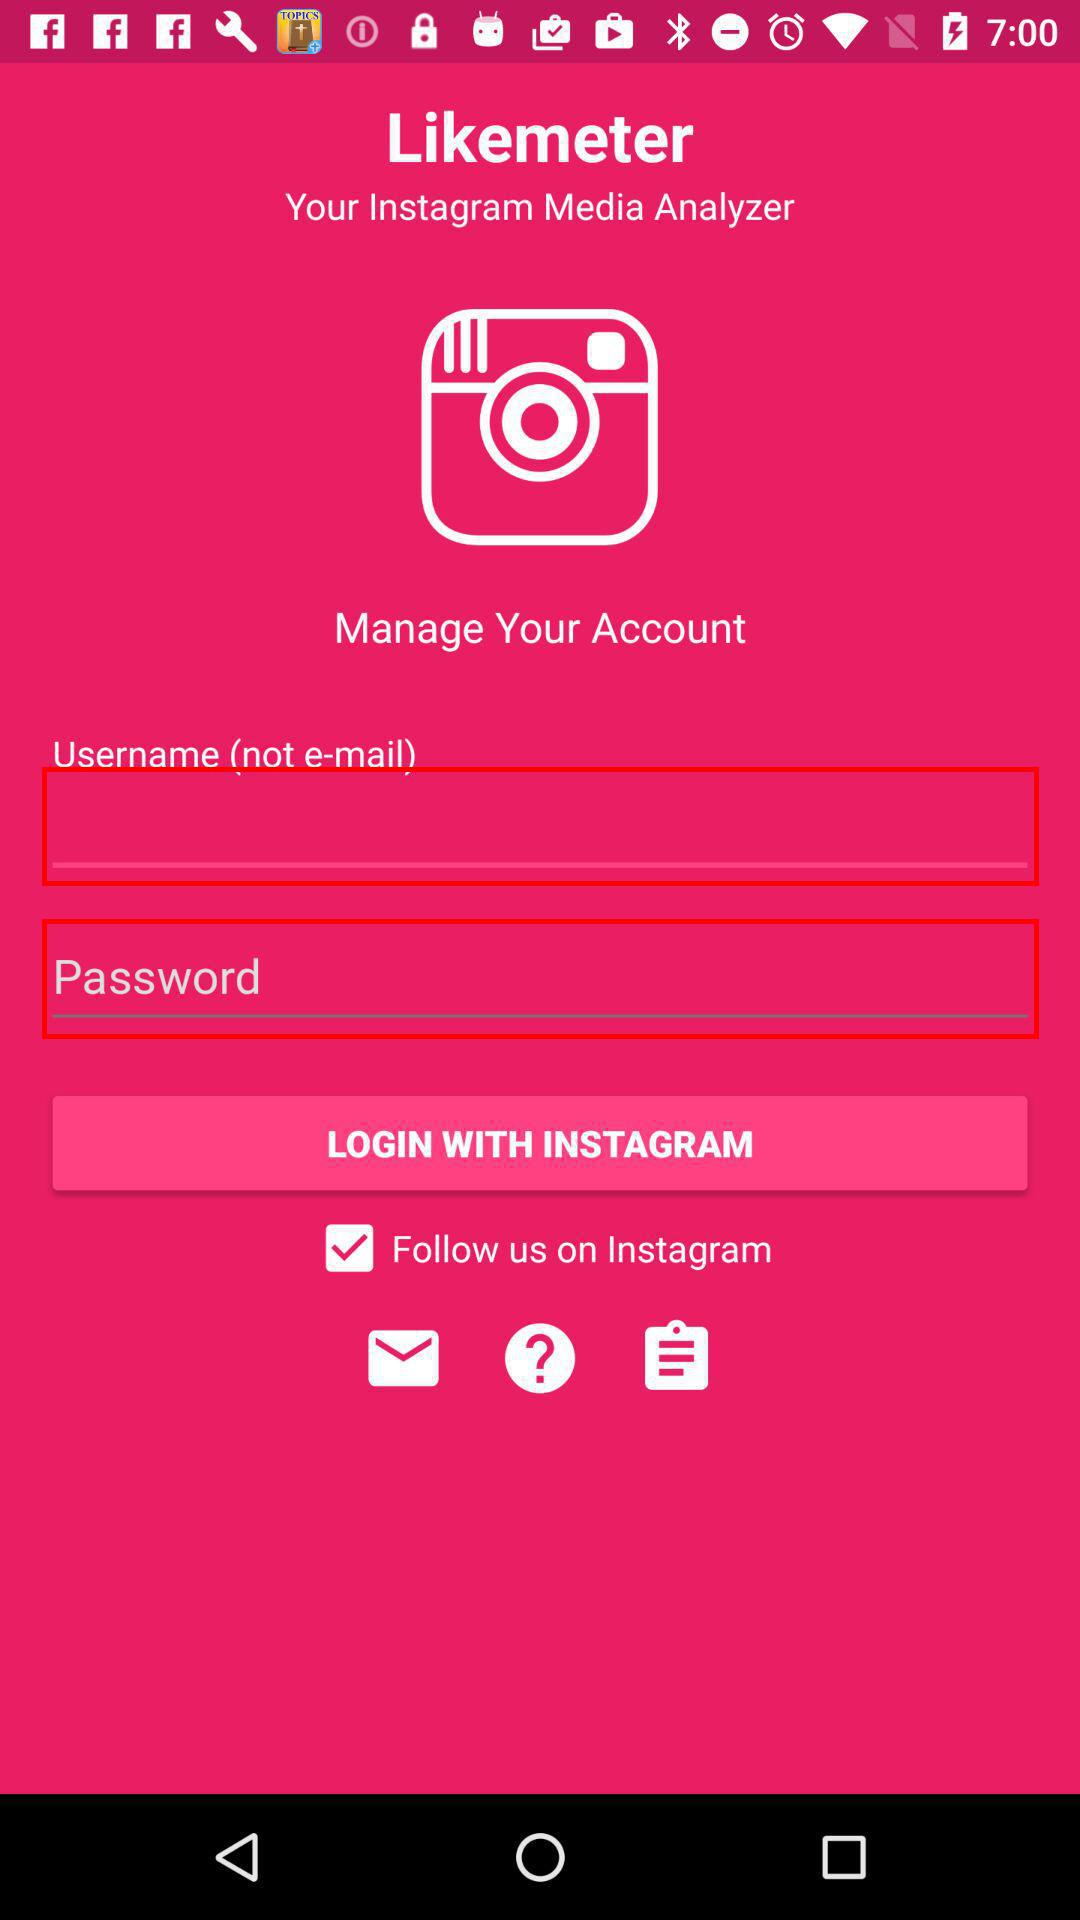 TOPICS
7:00
Likemeter
Your Instagram Media Analyzer
Manage Your Account
Username (not e-mail)
Password
LOGIN WITH INSTAGRAM
Follow us on Instagram